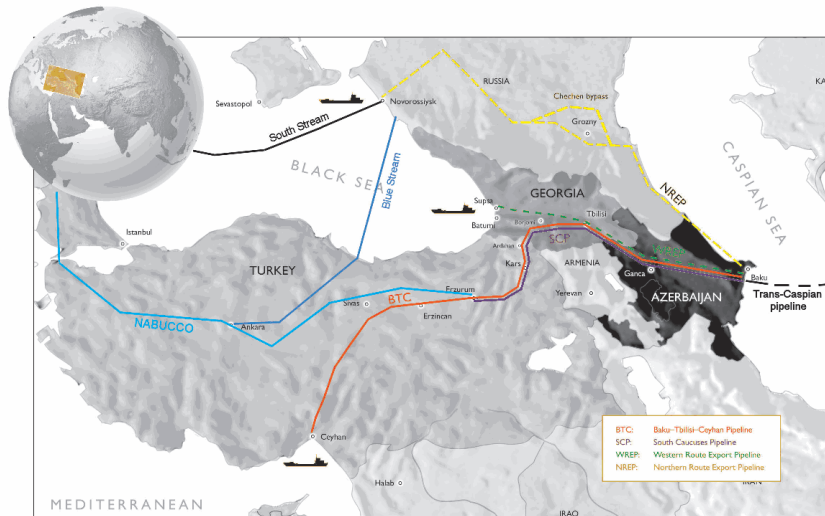 RUSSIA
KA
Chechen bypass
Sevastopol
Novorossiysk
Grozny
South Stream
BLACK SEA
Blue Stream
CASPIAN SEA
NREP
GEORGIA
Supsa
Tbilisi
Batumi
Istanbul
SCP
TURKEY
Kars
ARMENIA
Ganca
Baku
Erzurum
AZERBAIJAN
Trans-Caspian
pipeline
BTC
Sivas
Yerevan
NABUCCO
Ankara
Erzincan
Ceyhan
BTC: Baku–Tbilisi–Ceyhan Pipeline
SCP: South Caucuses Pipeline
WREP: Western Route Export Pipeline
NREP: Northern Route Export Pipeline
Halab
IRAN
MEDITERRANEAN
IRAQ